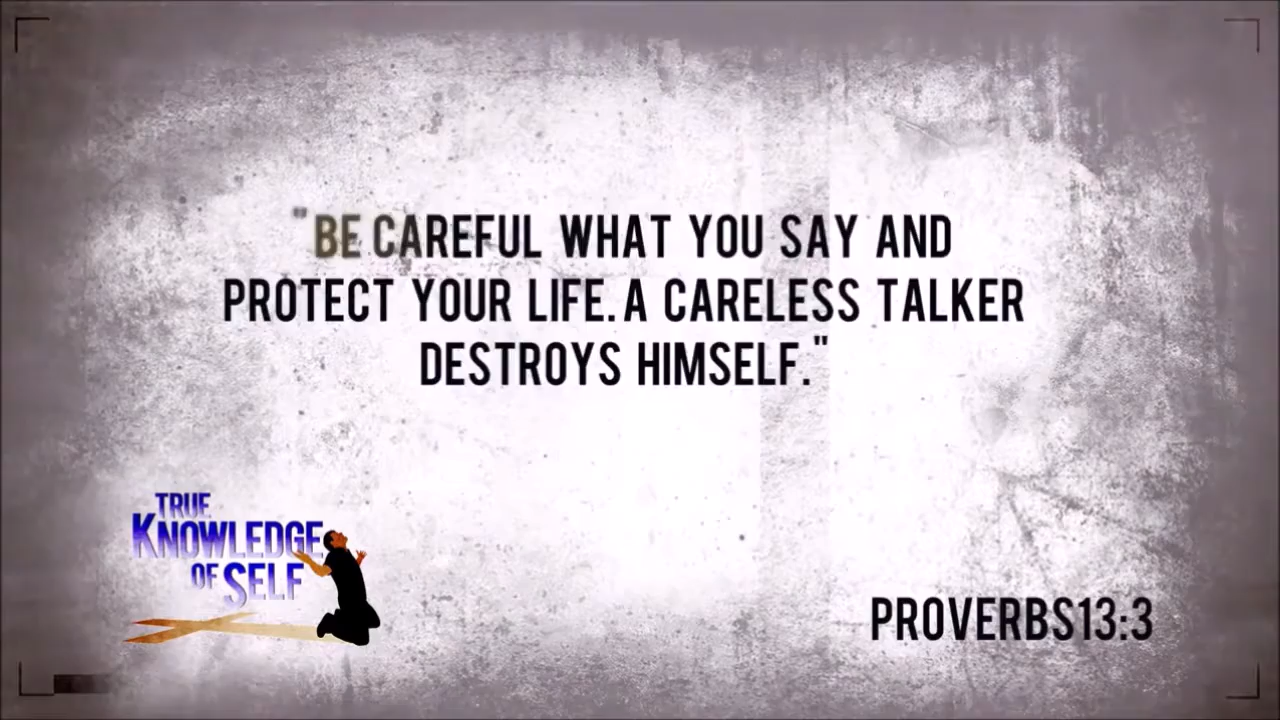 "BE CAREFUL WHAT YOU SAY AND
PROTECT YOUR LIFE. A CARELESS TALKER
DESTROYS HIMSELF."
TRUE
KNOWLEDGE
OF SELF
PROVERBS13:3